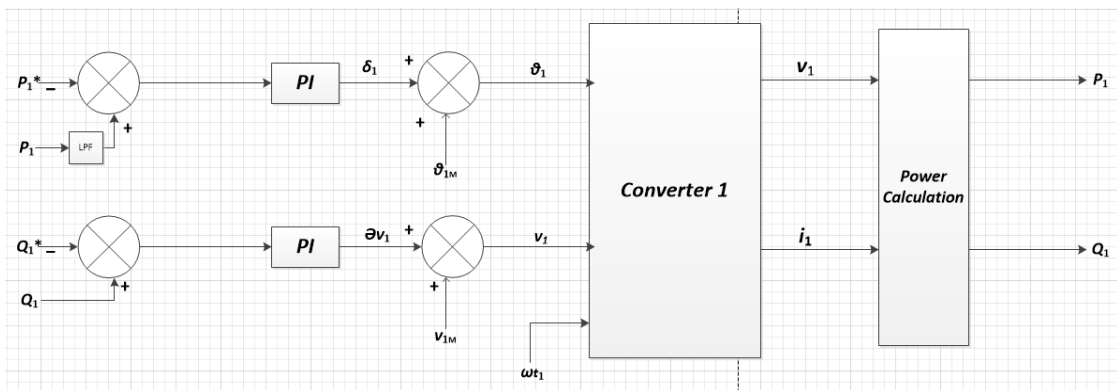 P₁* − PI δ₁ + ϑ₁ v₁ P₁
+ +
P₁ LPF
ϑ₁ₘ
Converter 1
Power Calculation
Q₁* − PI ∂v₁ + v₁ i₁ Q₁
+ +
Q₁
v₁ₘ
ωt₁